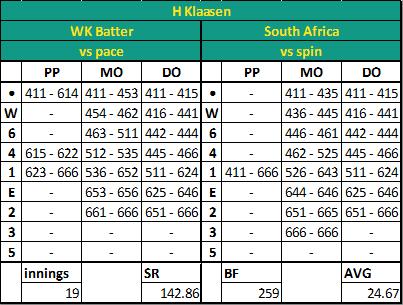 H Klaasen
WK Batter South Africa
vs pace vs spin
PP MO DO PP MO DO
• 411 - 614 411 - 453 411 - 415 - 411 - 435 411 - 415
W - 454 - 462 416 - 441 - 436 - 445 416 - 441
6 - 463 - 511 442 - 444 - 446 - 461 442 - 444
4 615 - 622 512 - 535 445 - 466 - 462 - 525 445 - 466
1 623 - 666 536 - 652 511 - 624 411 - 666 526 - 643 511 - 624
E - 653 - 656 625 - 646 - 644 - 646 625 - 646
2 - 661 - 666 651 - 666 - 651 - 665 651 - 666
3 - - - - 666 - 666 -
5 - - - - - -
innings SR BF AVG
19 142.86 259 24.67